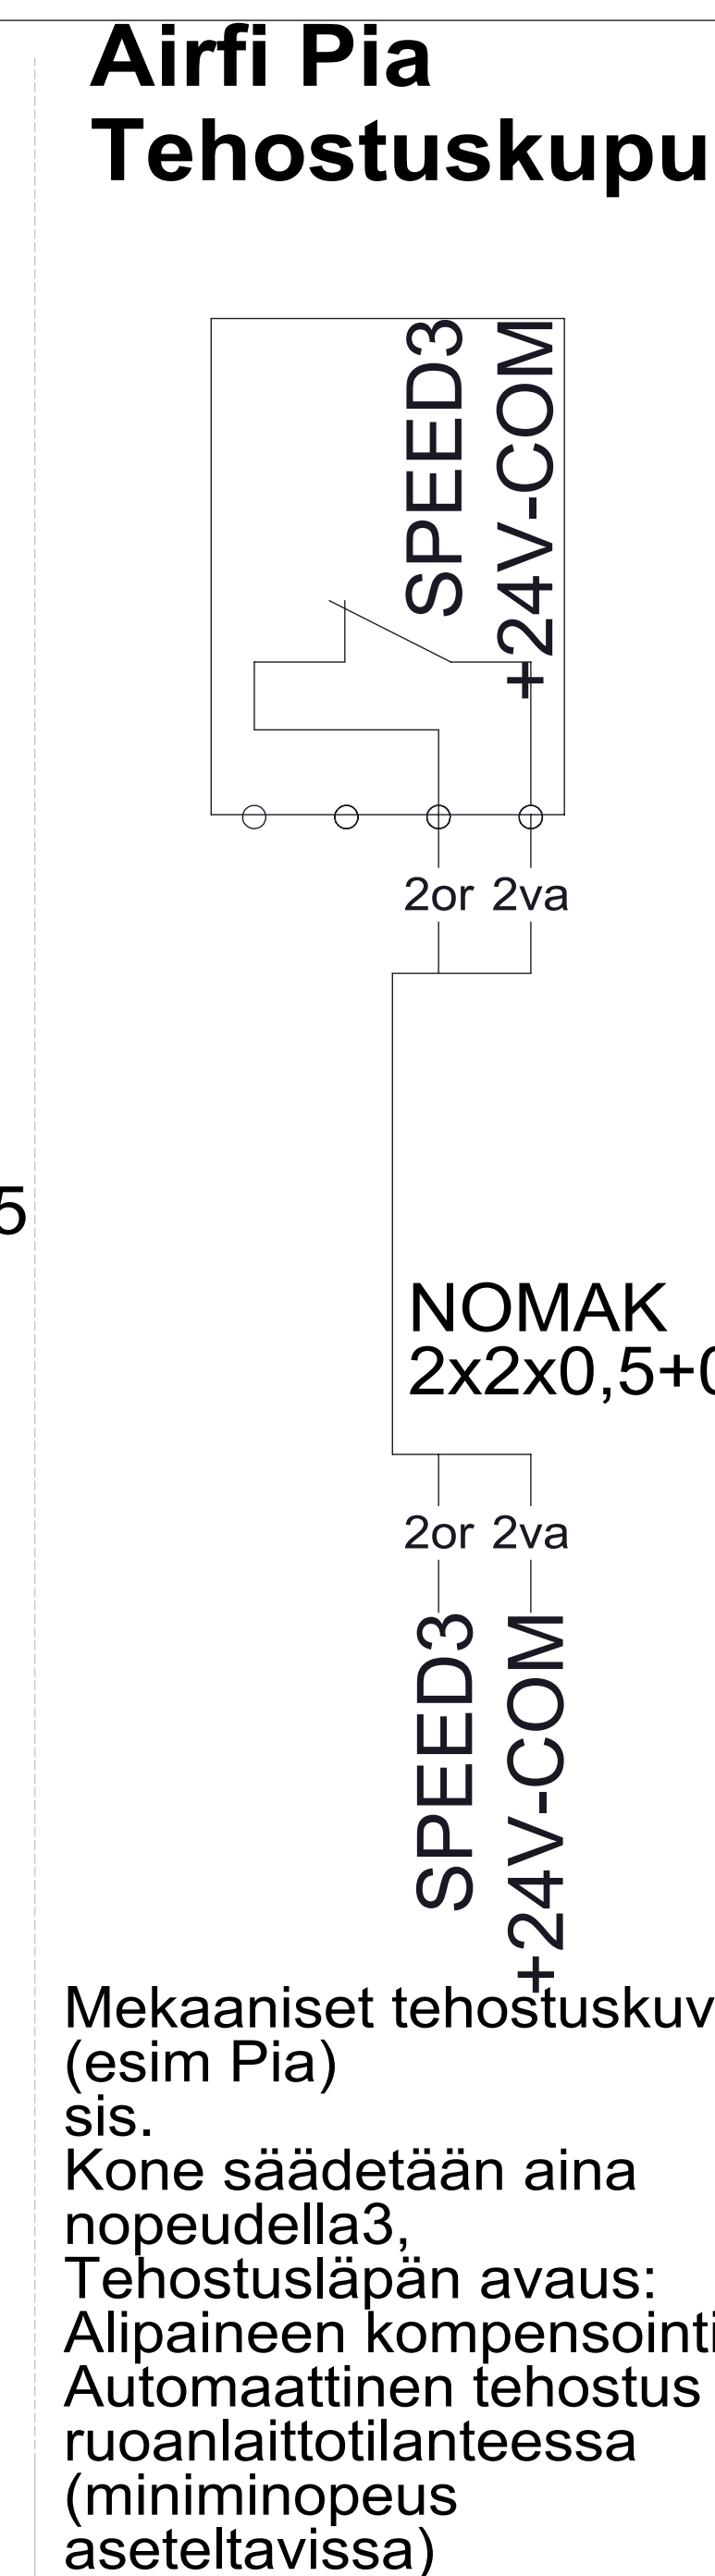 Airfi Pia
Tehostuskupu
SPEED3
+24V-COM
2or 2va
5
NOMAK
2x2x0,5+0
2or 2va
SPEED3
+24V-COM
Mekaaniset tehostuskuv
(esim Pia)
sis.
Kone säädetään aina
nopeudella3,
Tehostusläpän avaus:
Alipaineen kompensointi
Automaattinen tehostus
ruoanlaittotilanteessa
(miniminopeus
aseteltavissa)